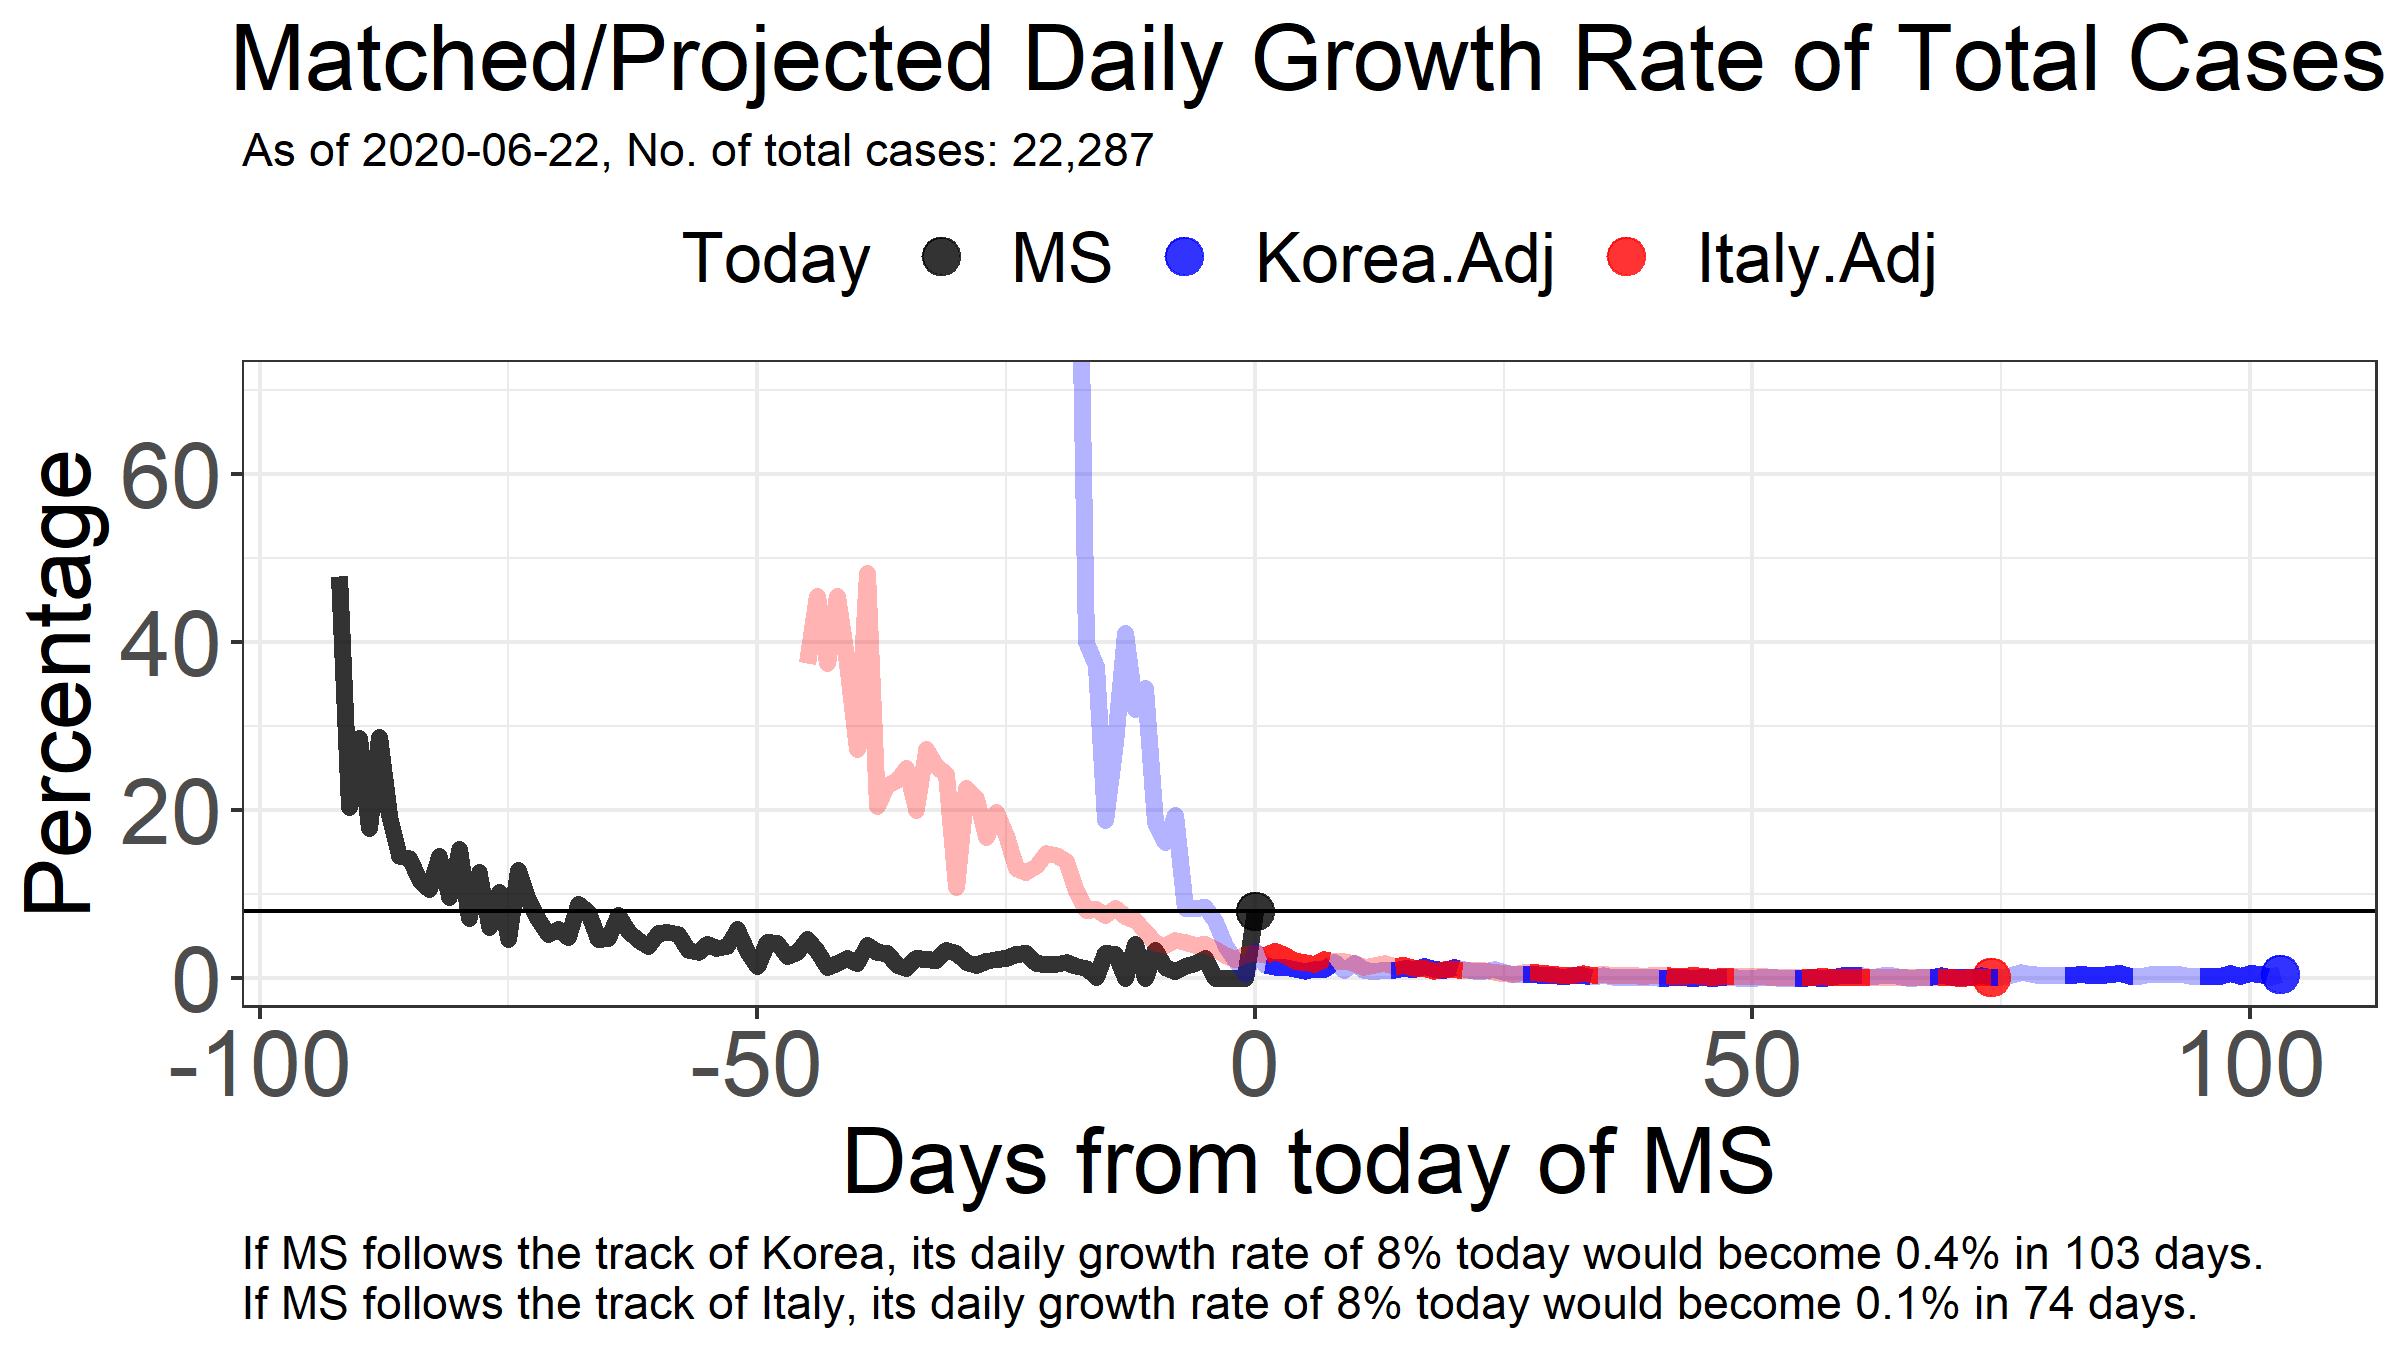 Matched/Projected Daily Growth Rate of Total Cases
As of 2020-06-22, No. of total cases: 22,287
Today MS Korea.Adj Italy.Adj
Percentage
60
40
20
0
-100 -50 0 50 100
Days from today of MS
If MS follows the track of Korea, its daily growth rate of 8% today would become 0.4% in 103 days.
If MS follows the track of Italy, its daily growth rate of 8% today would become 0.1% in 74 days.